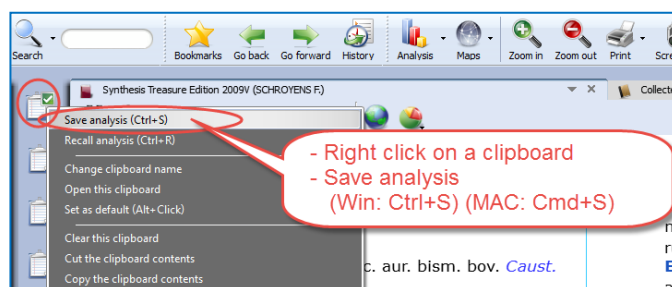 Search
Bookmarks Go back Go forward History Analysis Maps Zoom in Zoom out Print
Synthesis Treasure Edition 2009V (SCHROYENS F.)
Save analysis (Ctrl+S)
Recall analysis (Ctrl+R)
Change clipboard name
Open this clipboard
Set as default (Alt+Click)
Clear this clipboard
Cut the clipboard contents
Copy the clipboard contents
- Right click on a clipboard
- Save analysis
(Win: Ctrl+S) (MAC: Cmd+S)
c. aur. bism. bov. Caust.